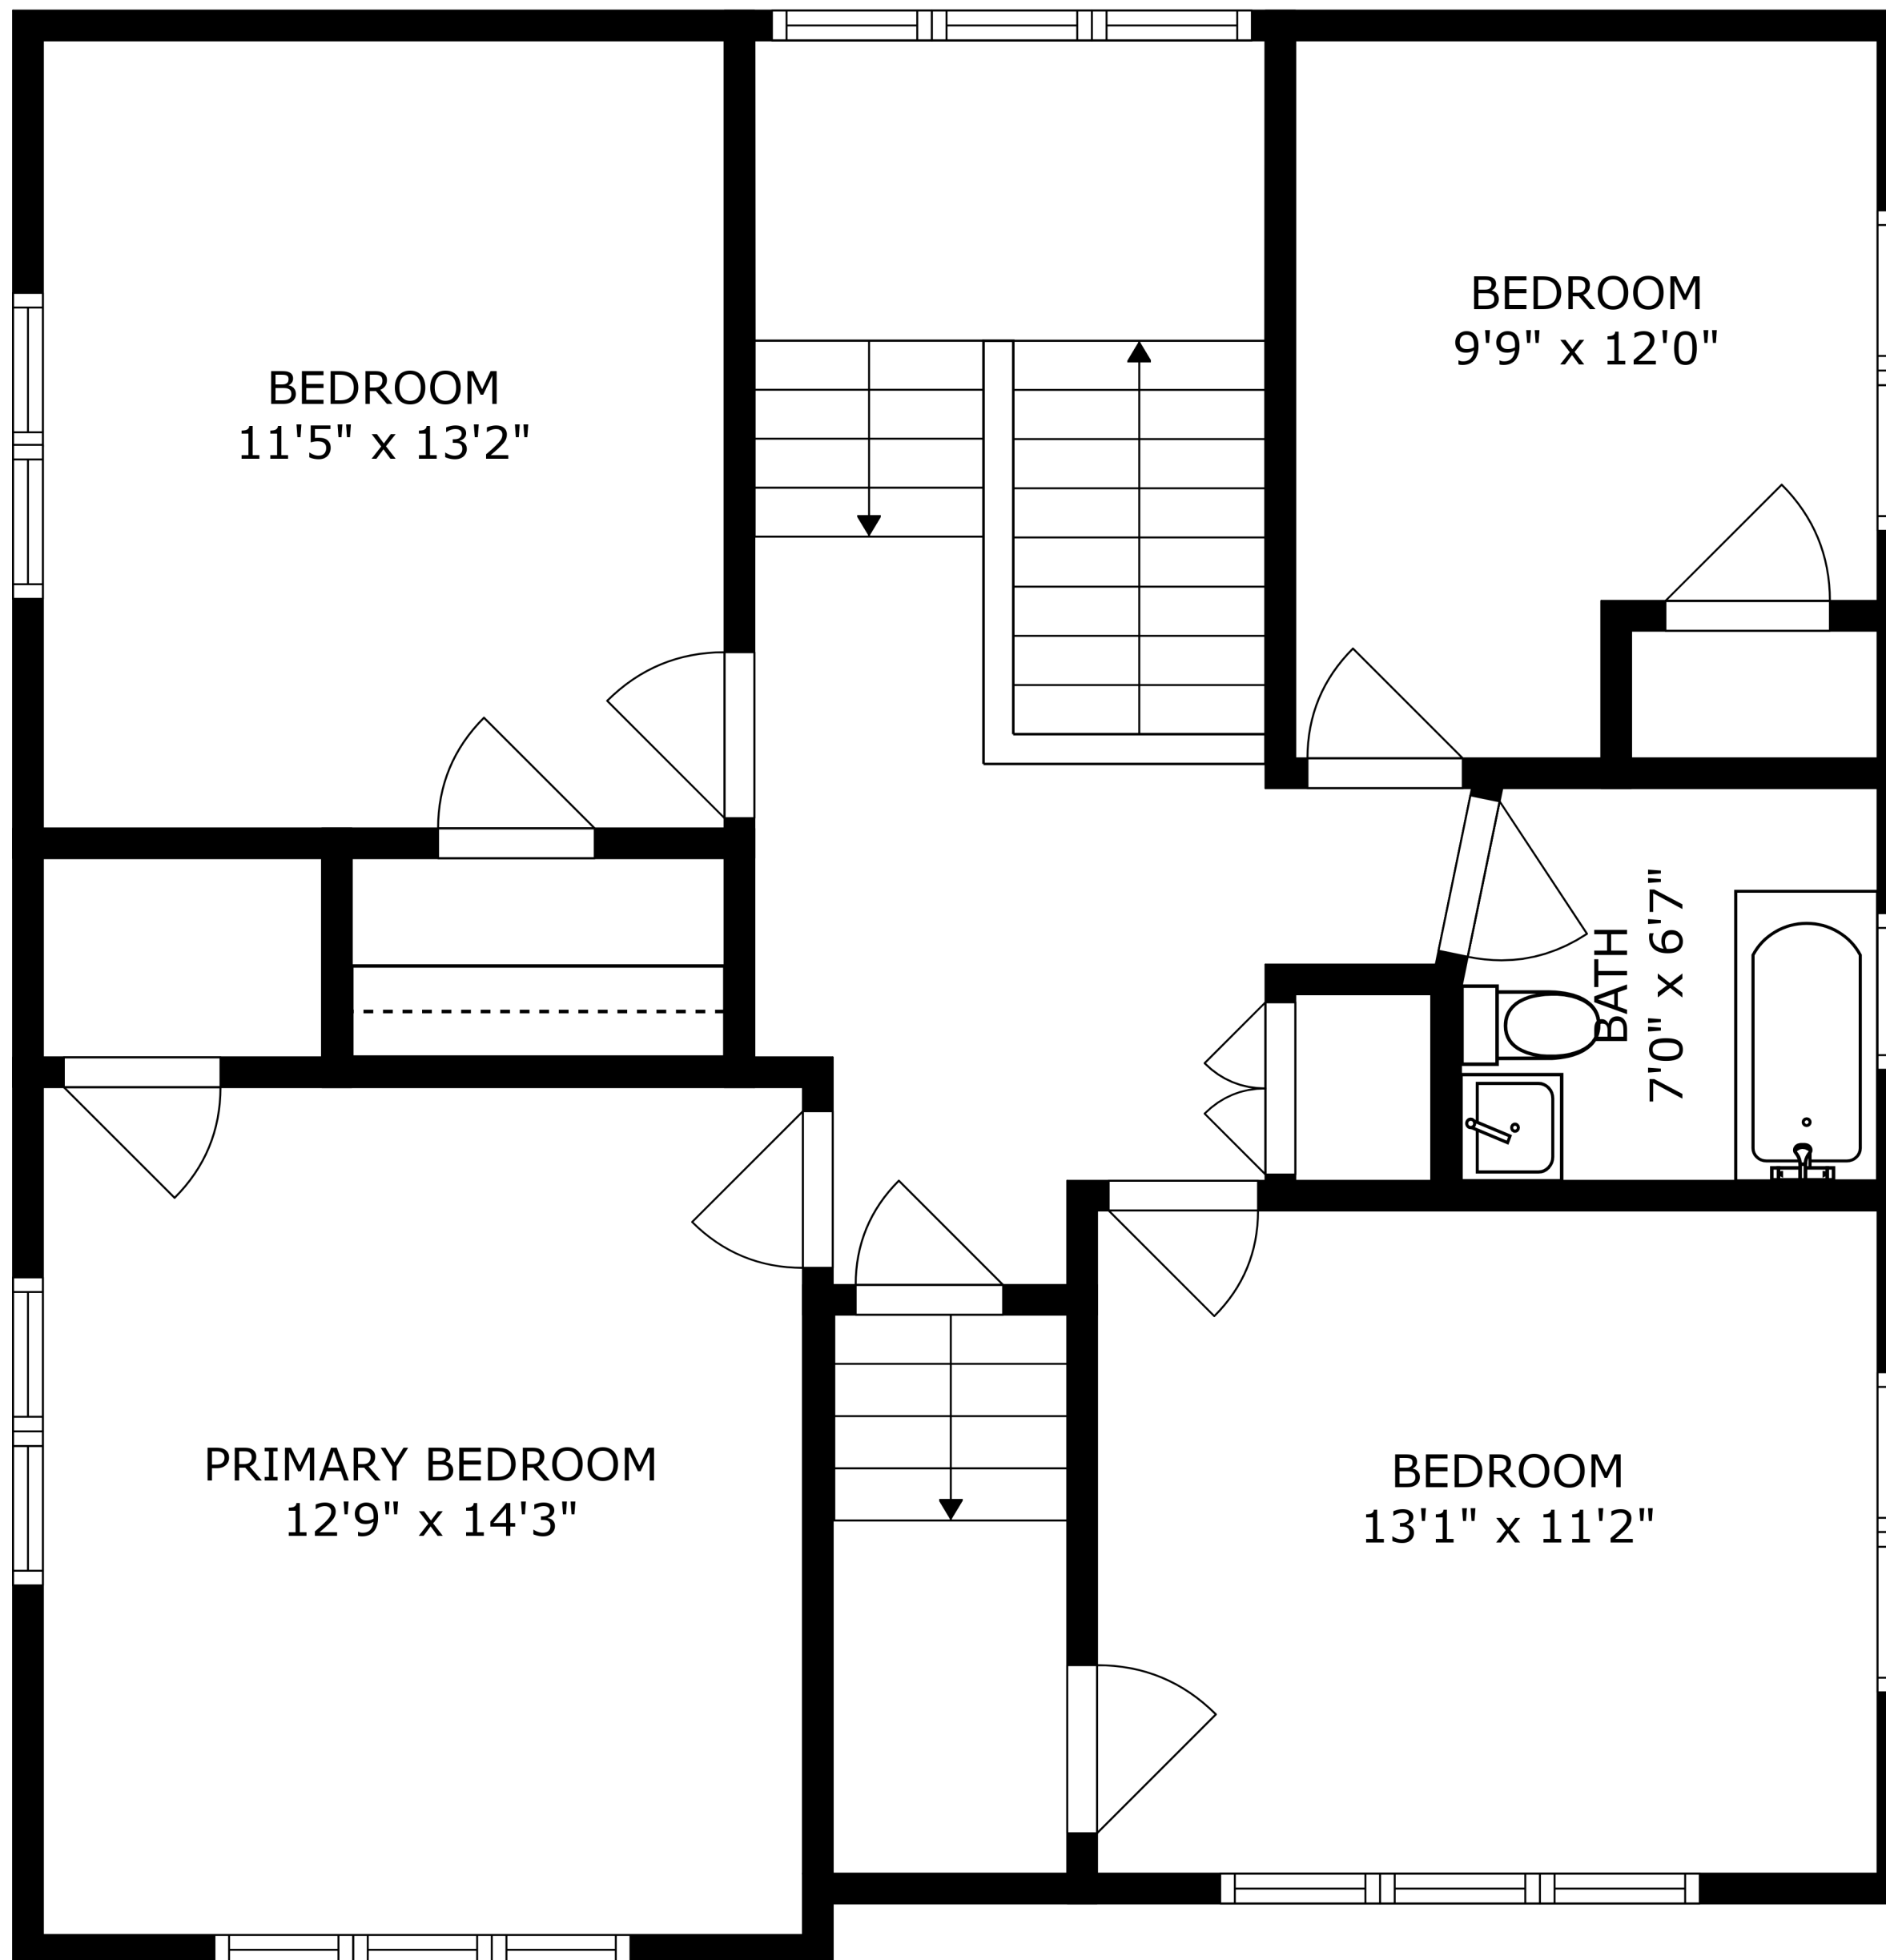 BEDROOM
9'9" x 12'0"
BEDROOM
11'5" x 13'2"
BATH
7'0" x 6'7"
PRIMARY BEDROOM
12'9" x 14'3"
BEDROOM
13'1" x 11'2"